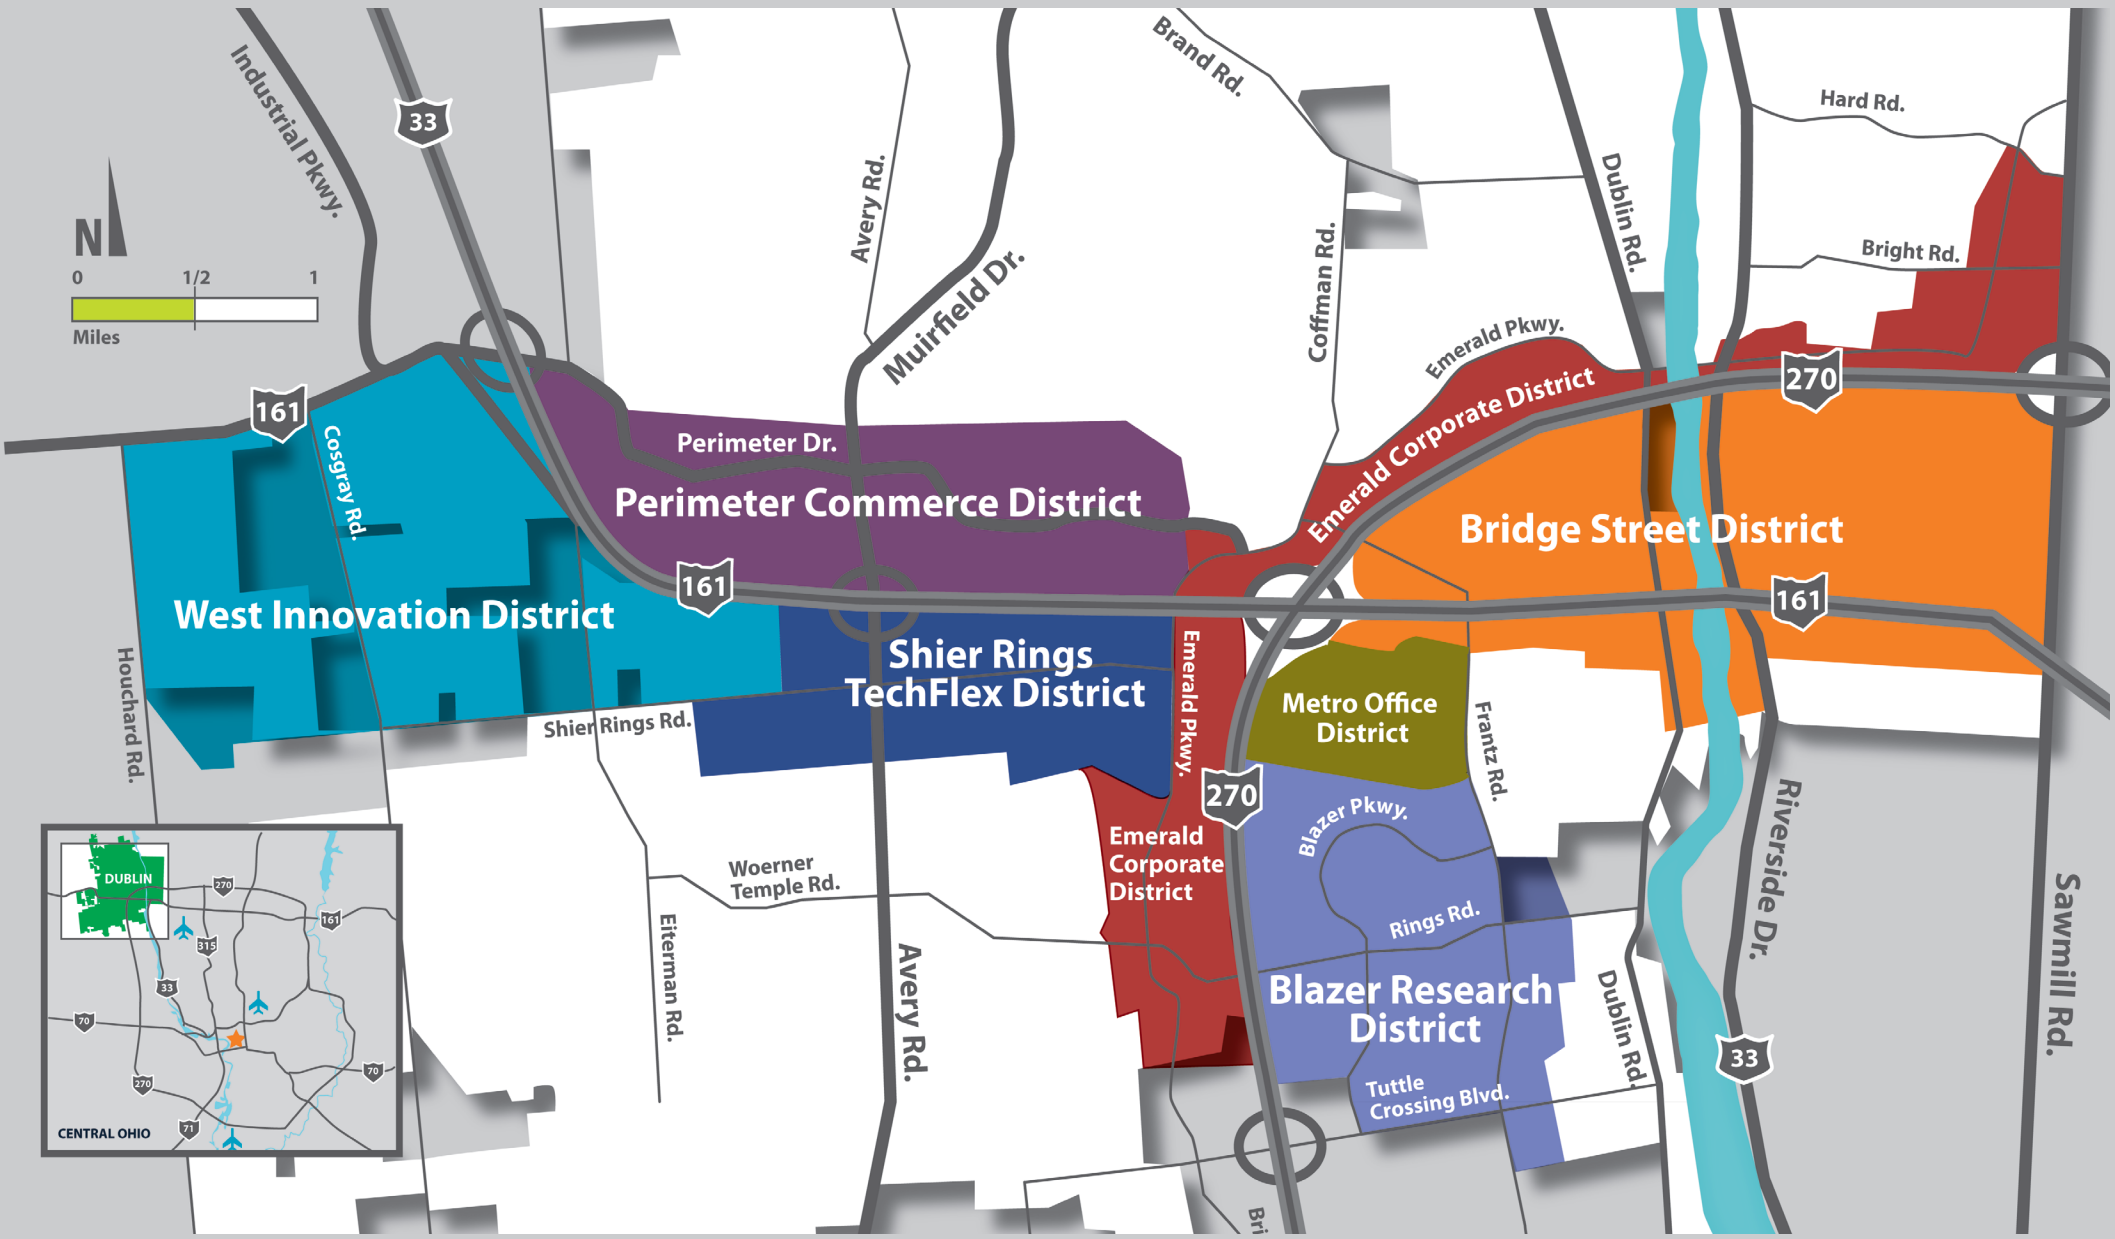 Industrial Pkwy.
33
Brand Rd.
Hard Rd.
Avery Rd.
Dublin Rd.
N
0 1/2 1
Miles
Muirfield Dr.
Coffman Rd.
Bright Rd.
Emerald Pkwy.
270
161
Cosgray Rd.
Perimeter Dr.
Perimeter Commerce District
Emerald Corporate District
Bridge Street District
161
161
West Innovation District
Shier Rings
TechFlex District
Emerald Pkwy.
Metro Office
District
Frantz Rd.
Houchard Rd.
Shier Rings Rd.
270
Blazer Pkwy.
Riverside Dr.
Emerald
Corporate
District
Woerner
Temple Rd.
Eiterman Rd.
Avery Rd.
Rings Rd.
Blazer Research
District
Dublin Rd.
Sawmill Rd.
33
Tuttle
Crossing Blvd.
Bri
DUBLIN
270
161
315
33
70
270
70
71
CENTRAL OHIO